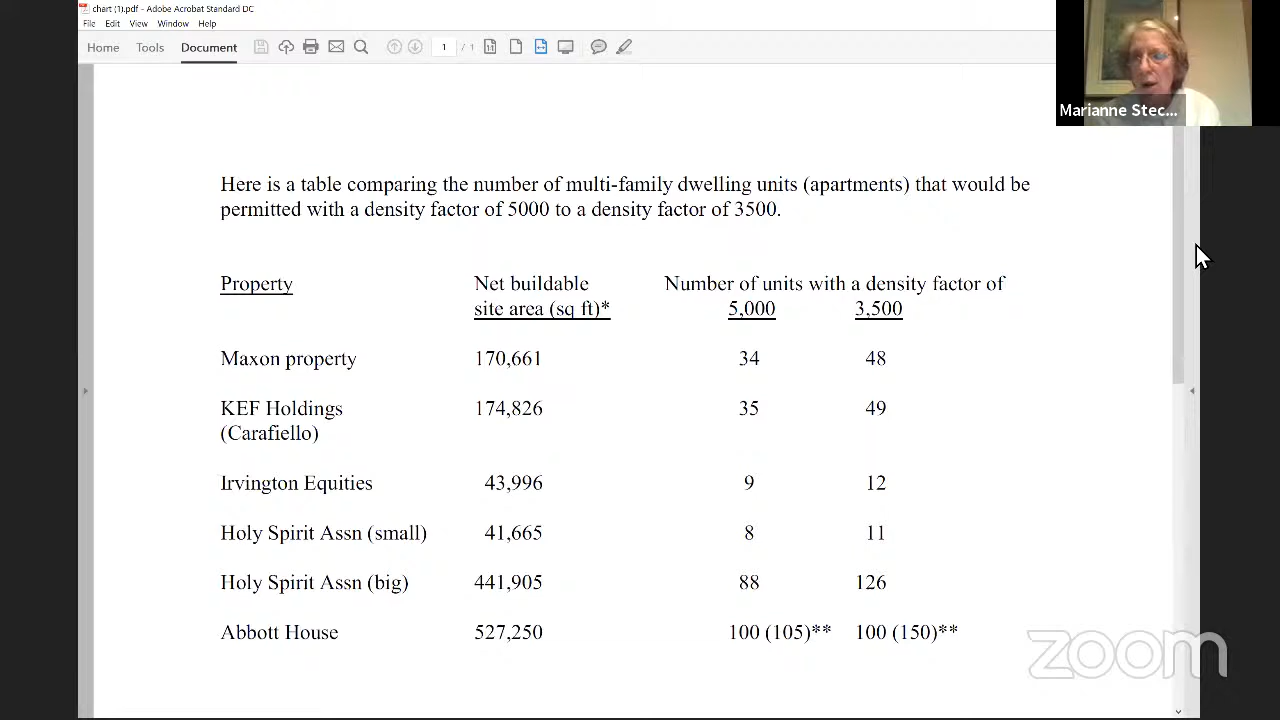 chart (1).pdf - Adobe Acrobat Standard DC
File Edit View Window Help
Home Tools Document 1 / 1
Marianne Stec...
Here is a table comparing the number of multi-family dwelling units (apartments) that would be
permitted with a density factor of 5000 to a density factor of 3500.
Property Net buildable Number of units with a density factor of
site area (sq ft)* 5,000 3,500
Maxon property 170,661 34 48
KEF Holdings 174,826 35 49
(Carafiello)
Irvington Equities 43,996 9 12
Holy Spirit Assn (small) 41,665 8 11
Holy Spirit Assn (big) 441,905 88 126
Abbott House 527,250 100 (105)** 100 (150)**
zoom